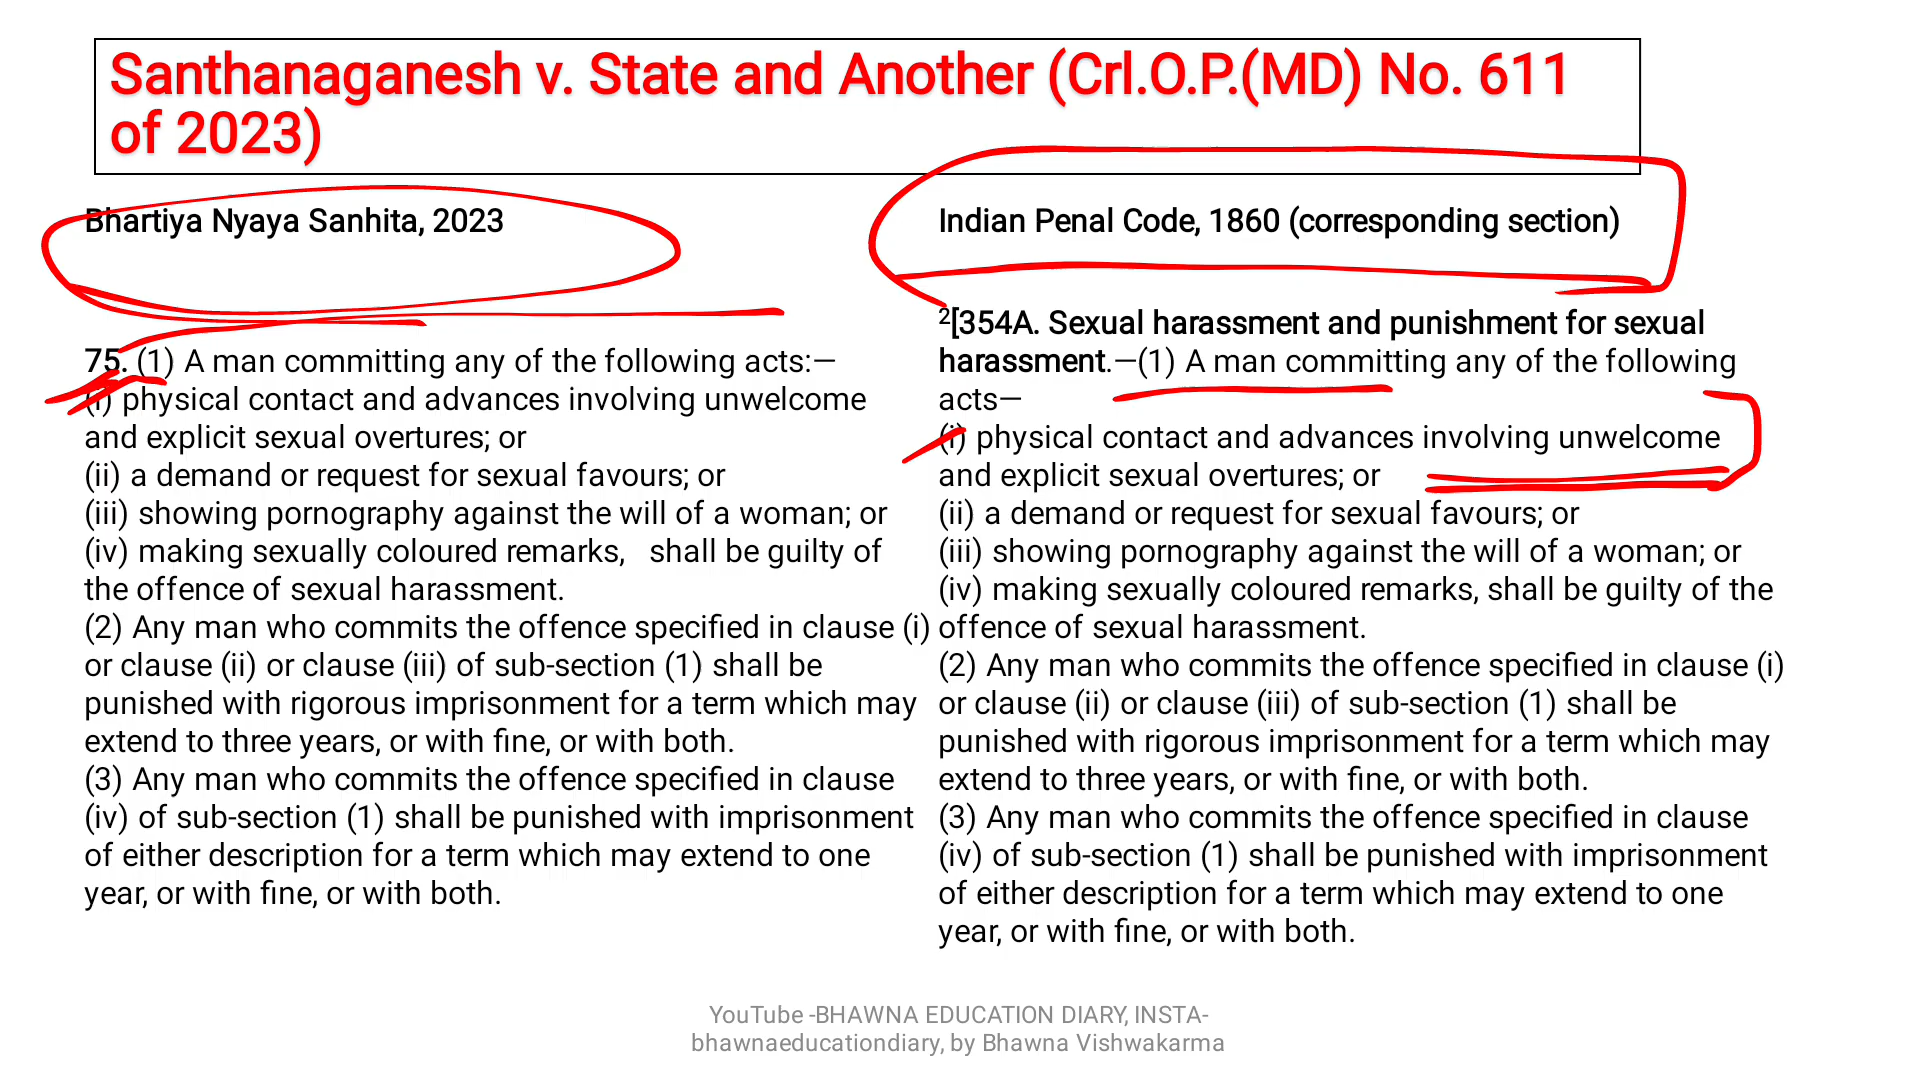 Santhanaganesh v. State and Another (Crl.O.P.(MD) No. 611
of 2023)
Bhartiya Nyaya Sanhita, 2023
75. (1) A man committing any of the following acts:—
(i) physical contact and advances involving unwelcome
and explicit sexual overtures; or
(ii) a demand or request for sexual favours; or
(iii) showing pornography against the will of a woman; or
(iv) making sexually coloured remarks,   shall be guilty of
the offence of sexual harassment.
(2) Any man who commits the offence specified in clause (i)
or clause (ii) or clause (iii) of sub-section (1) shall be
punished with rigorous imprisonment for a term which may
extend to three years, or with fine, or with both.
(3) Any man who commits the offence specified in clause
(iv) of sub-section (1) shall be punished with imprisonment
of either description for a term which may extend to one
year, or with fine, or with both.
Indian Penal Code, 1860 (corresponding section)
²[354A. Sexual harassment and punishment for sexual
harassment.—(1) A man committing any of the following
acts—
(i) physical contact and advances involving unwelcome
and explicit sexual overtures; or
(ii) a demand or request for sexual favours; or
(iii) showing pornography against the will of a woman; or
(iv) making sexually coloured remarks, shall be guilty of the
offence of sexual harassment.
(2) Any man who commits the offence specified in clause (i)
or clause (ii) or clause (iii) of sub-section (1) shall be
punished with rigorous imprisonment for a term which may
extend to three years, or with fine, or with both.
(3) Any man who commits the offence specified in clause
(iv) of sub-section (1) shall be punished with imprisonment
of either description for a term which may extend to one
year, or with fine, or with both.
YouTube -BHAWNA EDUCATION DIARY, INSTA-
bhawnaeducationdiary, by Bhawna Vishwakarma